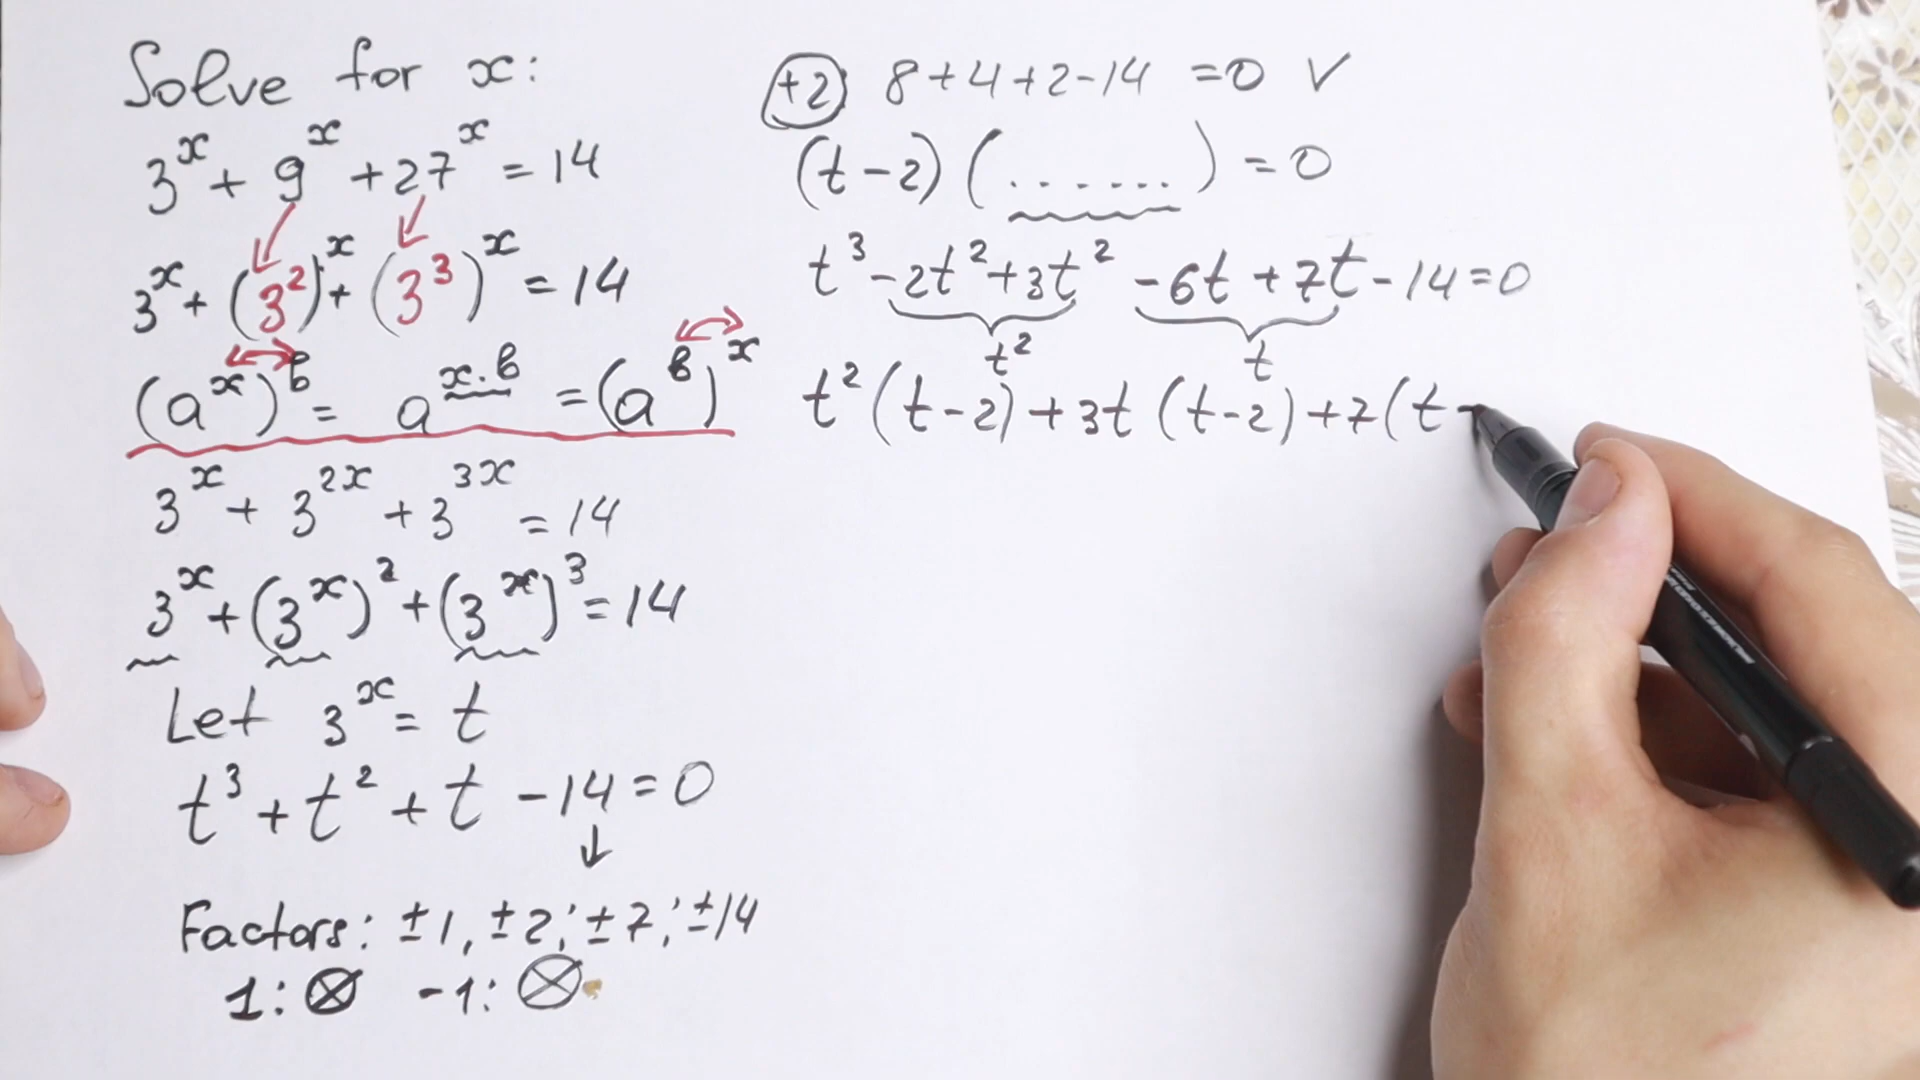 Solve for x:
3^x + 9^x + 27^x = 14
3^x + (3^2)^x + (3^3)^x = 14
(a^x)^b = a^{x·b} = (a^b)^x
3^x + 3^{2x} + 3^{3x} = 14
3^x + (3^x)^2 + (3^x)^3 = 14
Let 3^x = t
t^3 + t^2 + t - 14 = 0
↓
Factors: ±1, ±2; ±7; ±14
1: ⊗ -1: ⊗
+2 8+4+2-14 = 0 ✓
(t-2)(.......) = 0
t^3 - 2t^2 + 3t^2 - 6t + 7t - 14 = 0
t^2 t
t^2(t-2) + 3t(t-2) + 7(t-